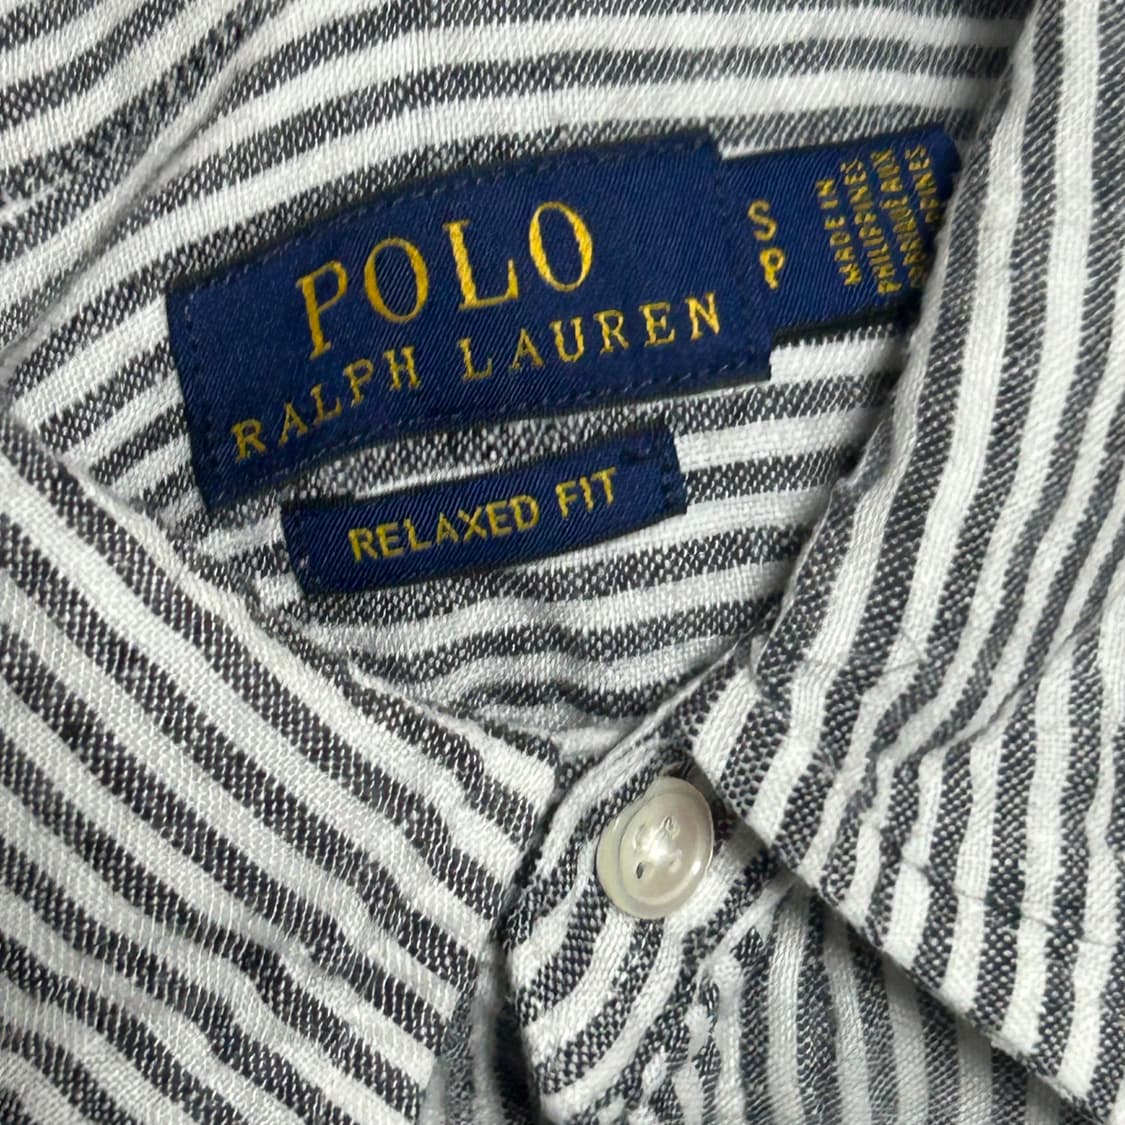 POLO
RALPH LAUREN
S
P
MADE IN
PHILIPPINES
RELAXED FIT